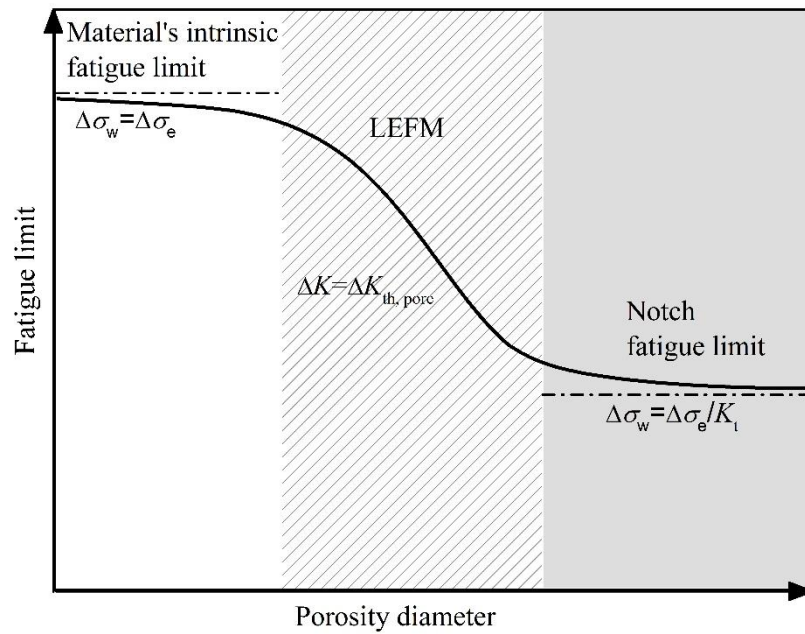 Material's intrinsic
fatigue limit
Δσw=Δσe
LEFM
ΔK=ΔKth, pore
Notch
fatigue limit
Δσw=Δσe/Kt
Fatigue limit
Porosity diameter